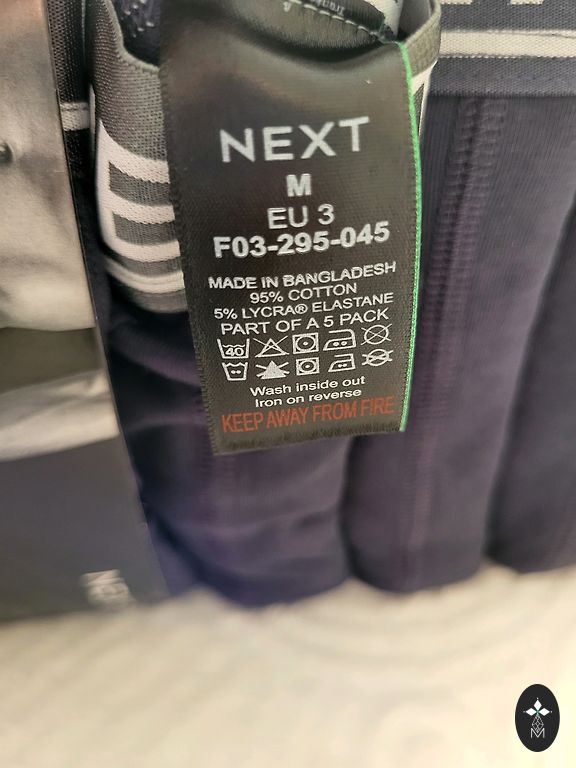 NEXT
M
EU 3
F03-295-045
MADE IN BANGLADESH
95% COTTON
5% LYCRA® ELASTANE
PART OF A 5 PACK
40
Wash inside out
Iron on reverse
KEEP AWAY FROM FIRE